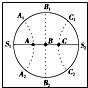 B₁
A₁ C₁
S₁ A B C S₂
A₂ C₂
B₂